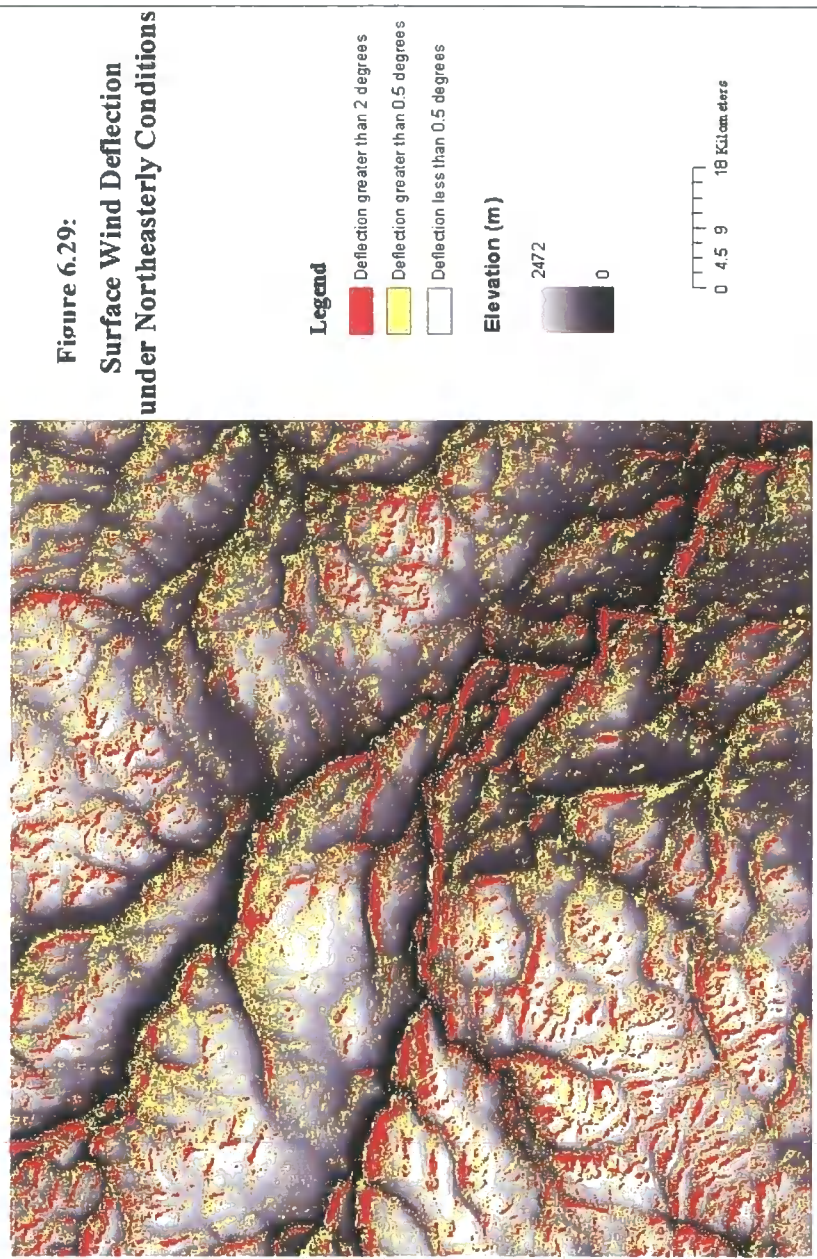 Figure 6.29:
Surface Wind Deflection
under Northeasterly Conditions
Legend
Deflection greater than 2 degrees
Deflection greater than 0.5 degrees
Deflection less than 0.5 degrees
Elevation (m)
2472
0
0 4.5 9 18 Kilometers